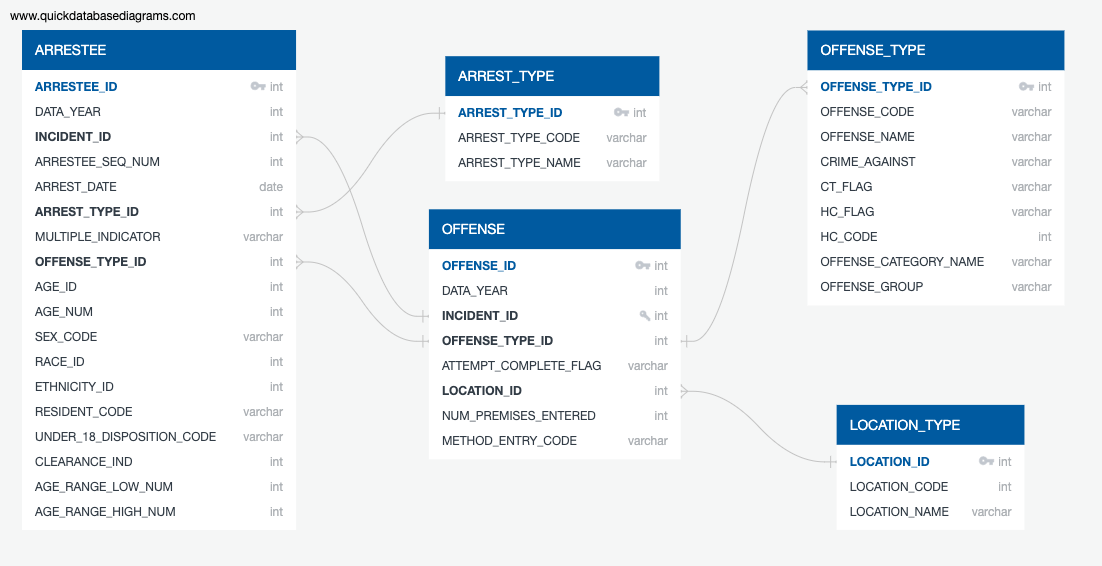 www.quickdatabasediagrams.com
ARRESTEE
ARRESTEE_ID int
DATA_YEAR int
INCIDENT_ID int
ARRESTEE_SEQ_NUM int
ARREST_DATE date
ARREST_TYPE_ID int
MULTIPLE_INDICATOR varchar
OFFENSE_TYPE_ID int
AGE_ID int
AGE_NUM int
SEX_CODE varchar
RACE_ID int
ETHNICITY_ID int
RESIDENT_CODE varchar
UNDER_18_DISPOSITION_CODE varchar
CLEARANCE_IND int
AGE_RANGE_LOW_NUM int
AGE_RANGE_HIGH_NUM int
ARREST_TYPE
ARREST_TYPE_ID int
ARREST_TYPE_CODE varchar
ARREST_TYPE_NAME varchar
OFFENSE
OFFENSE_ID int
DATA_YEAR int
INCIDENT_ID int
OFFENSE_TYPE_ID int
ATTEMPT_COMPLETE_FLAG varchar
LOCATION_ID int
NUM_PREMISES_ENTERED int
METHOD_ENTRY_CODE varchar
OFFENSE_TYPE
OFFENSE_TYPE_ID int
OFFENSE_CODE varchar
OFFENSE_NAME varchar
CRIME_AGAINST varchar
CT_FLAG varchar
HC_FLAG varchar
HC_CODE int
OFFENSE_CATEGORY_NAME varchar
OFFENSE_GROUP varchar
LOCATION_TYPE
LOCATION_ID int
LOCATION_CODE int
LOCATION_NAME varchar